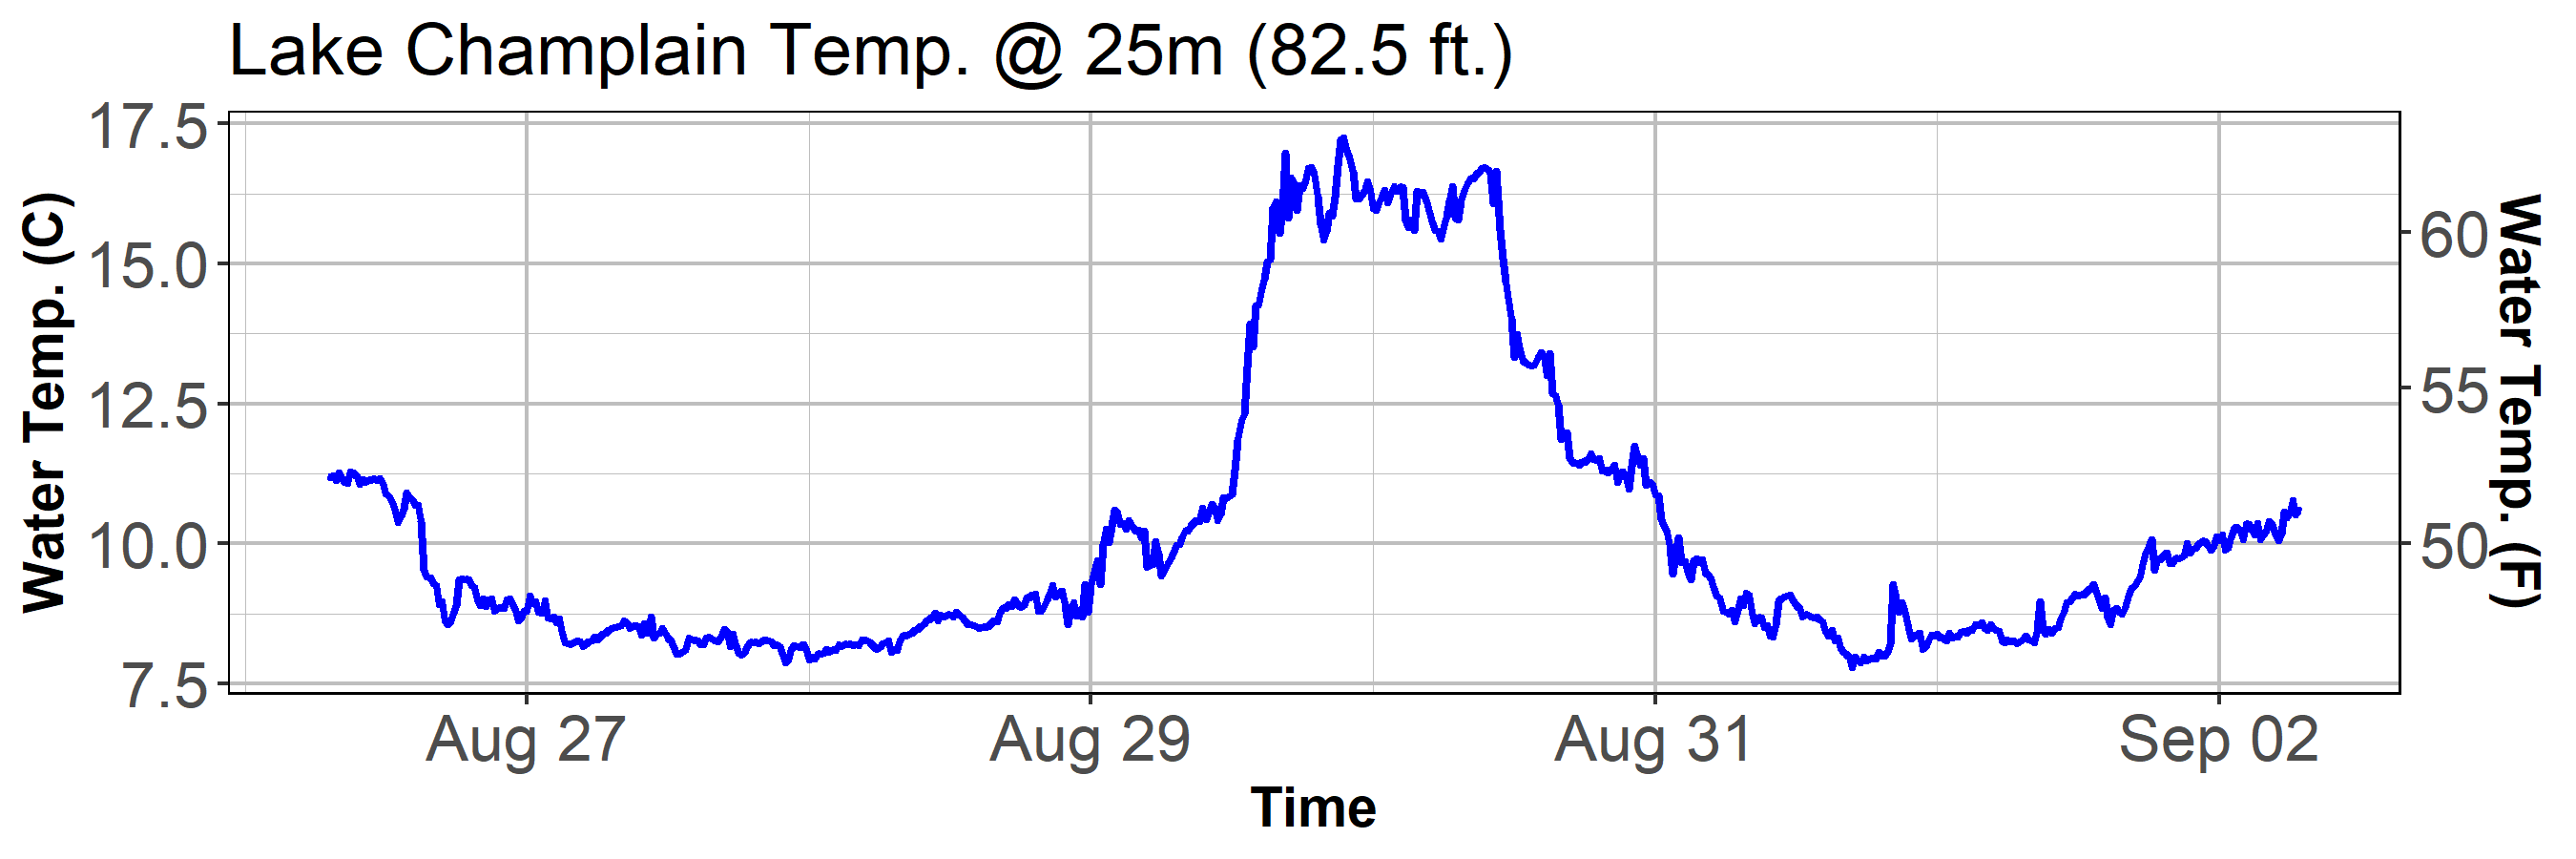 Lake Champlain Temp. @ 25m (82.5 ft.)
Water Temp. (C)
17.5
15.0
12.5
10.0
7.5
60
55
50
Water Temp. (F)
Aug 27
Aug 29
Aug 31
Sep 02
Time